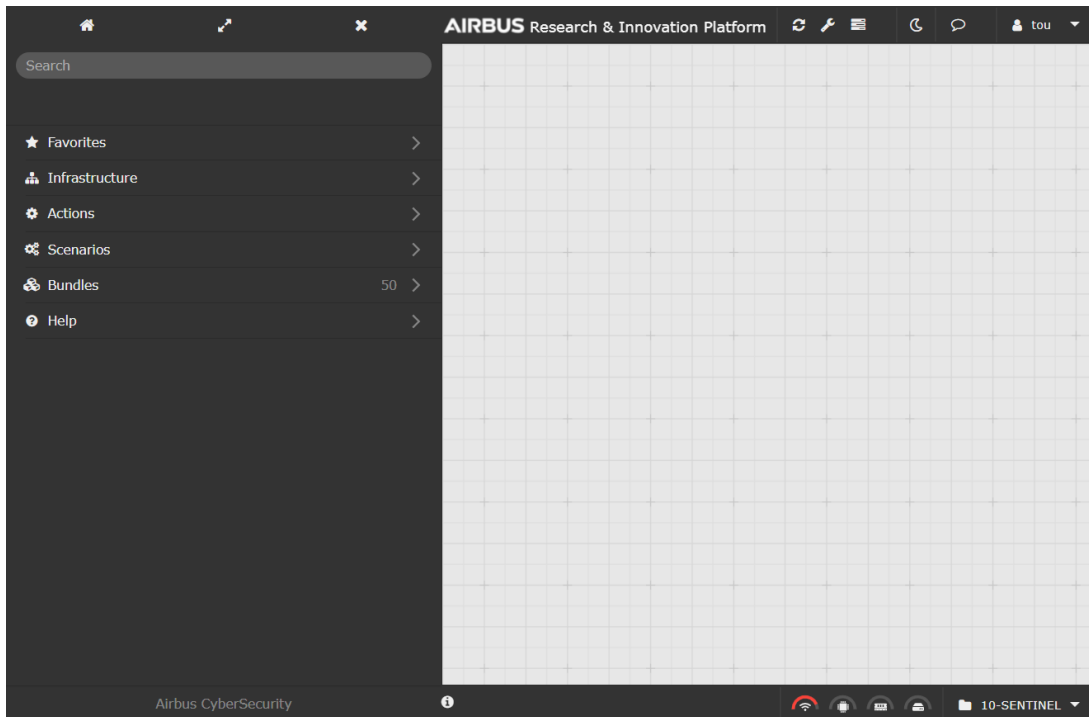 AIRBUS Research & Innovation Platform
tou
Search
Favorites
Infrastructure
Actions
Scenarios
Bundles 50
Help
Airbus CyberSecurity
10-SENTINEL